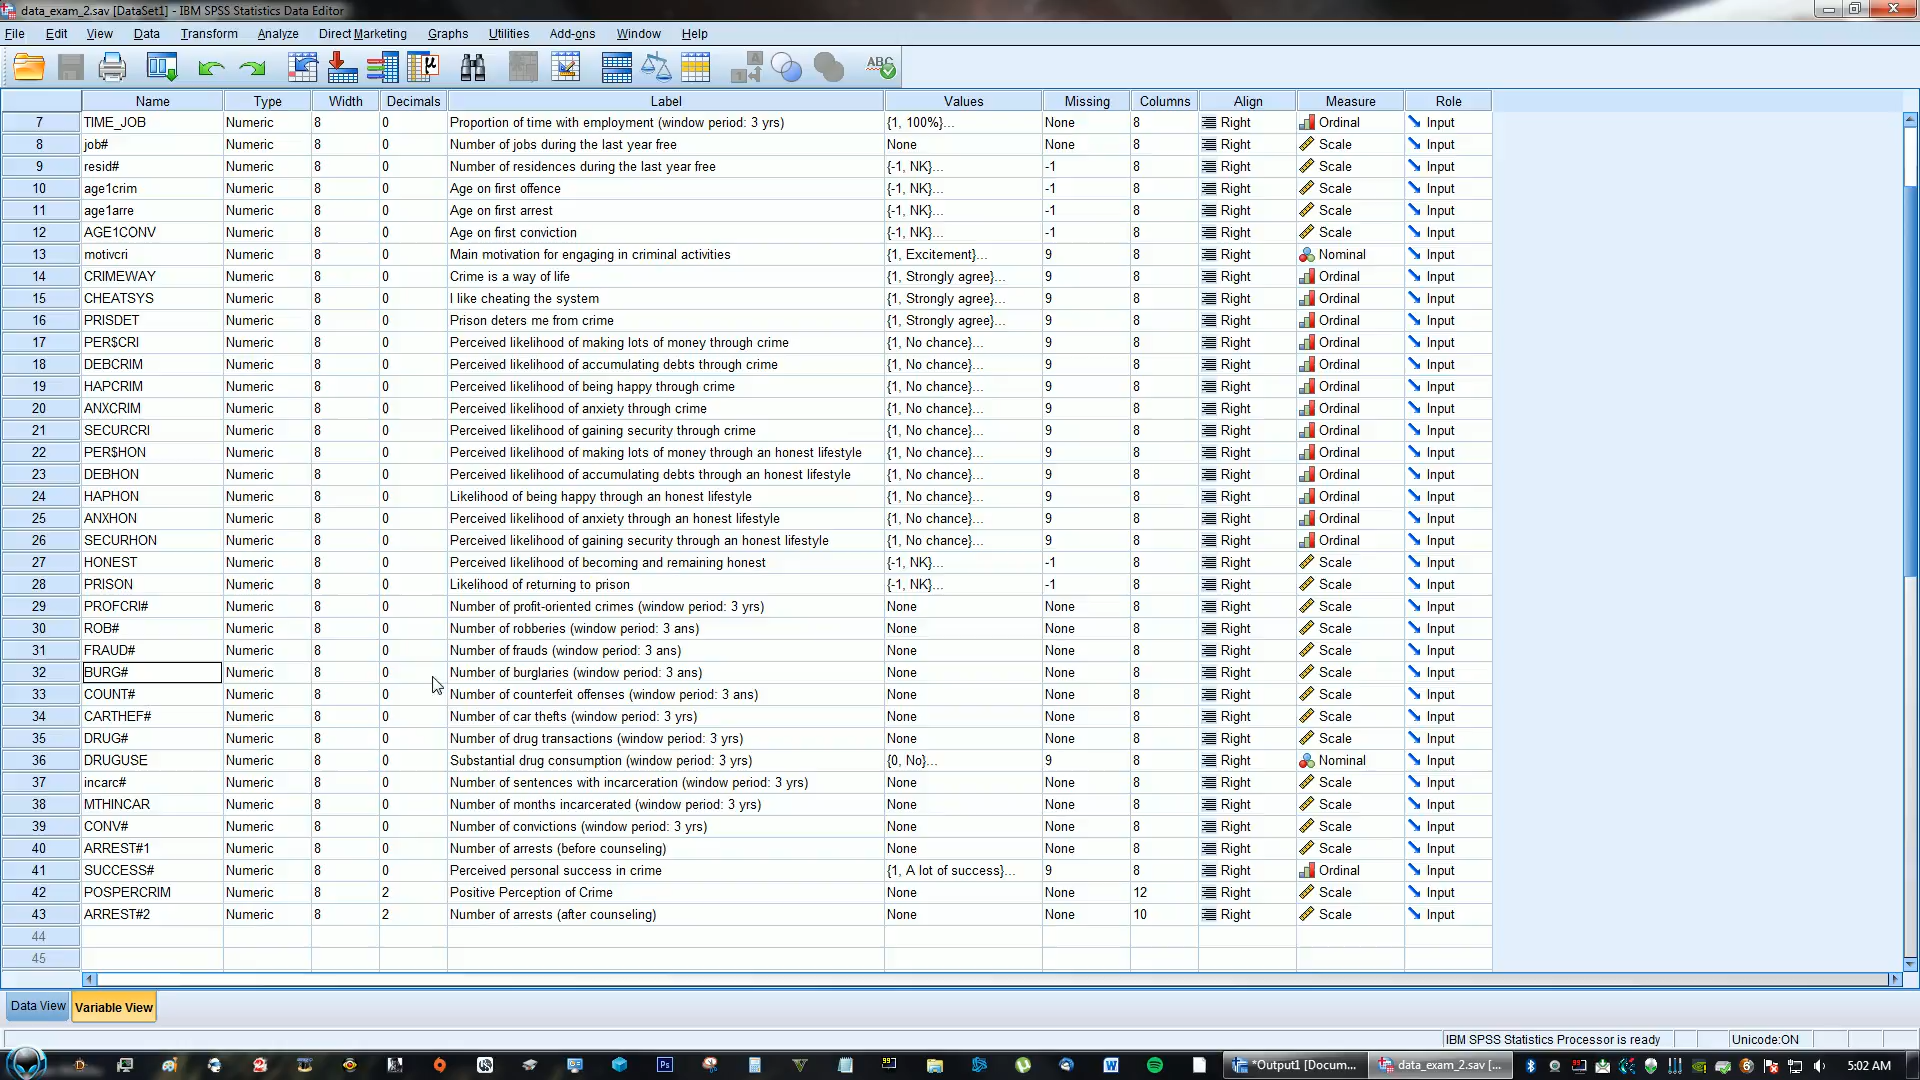 data_exam_2.sav [DataSet1] - IBM SPSS Statistics Data Editor
File Edit View Data Transform Analyze Direct Marketing Graphs Utilities Add-ons Window Help
Name Type Width Decimals Label Values Missing Columns Align Measure Role
7 TIME_JOB Numeric 8 0 Proportion of time with employment (window period: 3 yrs) {1, 100%}... None 8 Right Ordinal Input
8 job# Numeric 8 0 Number of jobs during the last year free None None 8 Right Scale Input
9 resid# Numeric 8 0 Number of residences during the last year free {-1, NK}... -1 8 Right Scale Input
10 age1crim Numeric 8 0 Age on first offence {-1, NK}... -1 8 Right Scale Input
11 age1arre Numeric 8 0 Age on first arrest {-1, NK}... -1 8 Right Scale Input
12 AGE1CONV Numeric 8 0 Age on first conviction {-1, NK}... -1 8 Right Scale Input
13 motivcri Numeric 8 0 Main motivation for engaging in criminal activities {1, Excitement}... 9 8 Right Nominal Input
14 CRIMEWAY Numeric 8 0 Crime is a way of life {1, Strongly agree}... 9 8 Right Ordinal Input
15 CHEATSYS Numeric 8 0 I like cheating the system {1, Strongly agree}... 9 8 Right Ordinal Input
16 PRISDET Numeric 8 0 Prison deters me from crime {1, Strongly agree}... 9 8 Right Ordinal Input
17 PER$CRI Numeric 8 0 Perceived likelihood of making lots of money through crime {1, No chance}... 9 8 Right Ordinal Input
18 DEBCRIM Numeric 8 0 Perceived likelihood of accumulating debts through crime {1, No chance}... 9 8 Right Ordinal Input
19 HAPCRIM Numeric 8 0 Perceived likelihood of being happy through crime {1, No chance}... 9 8 Right Ordinal Input
20 ANXCRIM Numeric 8 0 Perceived likelihood of anxiety through crime {1, No chance}... 9 8 Right Ordinal Input
21 SECURCRI Numeric 8 0 Perceived likelihood of gaining security through crime {1, No chance}... 9 8 Right Ordinal Input
22 PER$HON Numeric 8 0 Perceived likelihood of making lots of money through an honest lifestyle {1, No chance}... 9 8 Right Ordinal Input
23 DEBHON Numeric 8 0 Perceived likelihood of accumulating debts through an honest lifestyle {1, No chance}... 9 8 Right Ordinal Input
24 HAPHON Numeric 8 0 Likelihood of being happy through an honest lifestyle {1, No chance}... 9 8 Right Ordinal Input
25 ANXHON Numeric 8 0 Perceived likelihood of anxiety through an honest lifestyle {1, No chance}... 9 8 Right Ordinal Input
26 SECURHON Numeric 8 0 Perceived likelihood of gaining security through an honest lifestyle {1, No chance}... 9 8 Right Ordinal Input
27 HONEST Numeric 8 0 Perceived likelihood of becoming and remaining honest {-1, NK}... -1 8 Right Scale Input
28 PRISON Numeric 8 0 Likelihood of returning to prison {-1, NK}... -1 8 Right Scale Input
29 PROFCRI# Numeric 8 0 Number of profit-oriented crimes (window period: 3 yrs) None None 8 Right Scale Input
30 ROB# Numeric 8 0 Number of robberies (window period: 3 ans) None None 8 Right Scale Input
31 FRAUD# Numeric 8 0 Number of frauds (window period: 3 ans) None None 8 Right Scale Input
32 BURG# Numeric 8 0 Number of burglaries (window period: 3 ans) None None 8 Right Scale Input
33 COUNT# Numeric 8 0 Number of counterfeit offenses (window period: 3 ans) None None 8 Right Scale Input
34 CARTHEF# Numeric 8 0 Number of car thefts (window period: 3 yrs) None None 8 Right Scale Input
35 DRUG# Numeric 8 0 Number of drug transactions (window period: 3 yrs) None None 8 Right Scale Input
36 DRUGUSE Numeric 8 0 Substantial drug consumption (window period: 3 yrs) {0, No}... 9 8 Right Nominal Input
37 incarc# Numeric 8 0 Number of sentences with incarceration (window period: 3 yrs) None None 8 Right Scale Input
38 MTHINCAR Numeric 8 0 Number of months incarcerated (window period: 3 yrs) None None 8 Right Scale Input
39 CONV# Numeric 8 0 Number of convictions (window period: 3 yrs) None None 8 Right Scale Input
40 ARREST#1 Numeric 8 0 Number of arrests (before counseling) None None 8 Right Scale Input
41 SUCCESS# Numeric 8 0 Perceived personal success in crime {1, A lot of success}... 9 8 Right Ordinal Input
42 POSPERCRIM Numeric 8 2 Positive Perception of Crime None None 12 Right Scale Input
43 ARREST#2 Numeric 8 2 Number of arrests (after counseling) None None 10 Right Scale Input
44
45
Data View Variable View
IBM SPSS Statistics Processor is ready Unicode:ON
*Output1 [Docum... data_exam_2.sav [... 5:02 AM